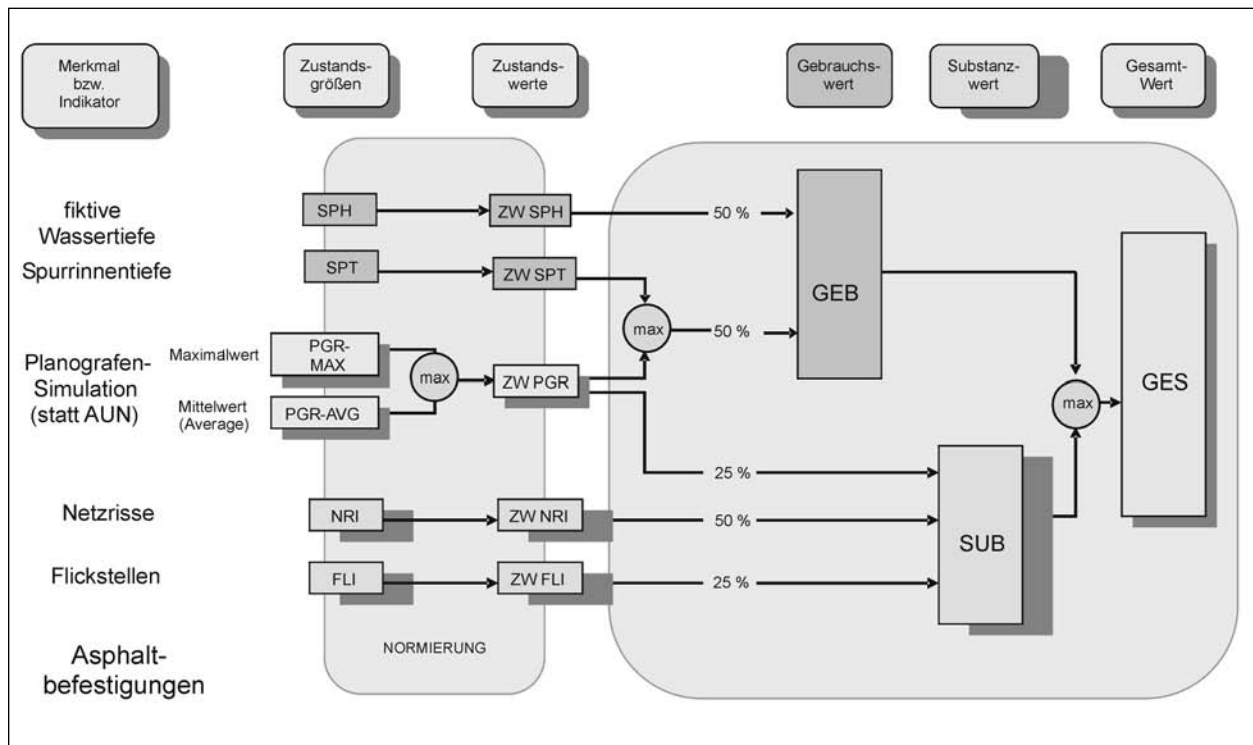 Merkmal
bzw.
Indikator
Zustands-
größen
Zustands-
werte
Gebrauchs-
wert
Substanz-
wert
Gesamt-
Wert
fiktive
Wassertiefe
SPH
ZW SPH
50 %
Spurrinnentiefe
SPT
ZW SPT
GEB
max
50 %
GES
Planografen-
Simulation
(statt AUN)
Maximalwert
PGR-
MAX
Mittelwert
(Average)
PGR-AVG
max
ZW PGR
max
25 %
Netzrisse
NRI
ZW NRI
50 %
SUB
Flickstellen
FLI
ZW FLI
25 %
NORMIERUNG
Asphalt-
befestigungen